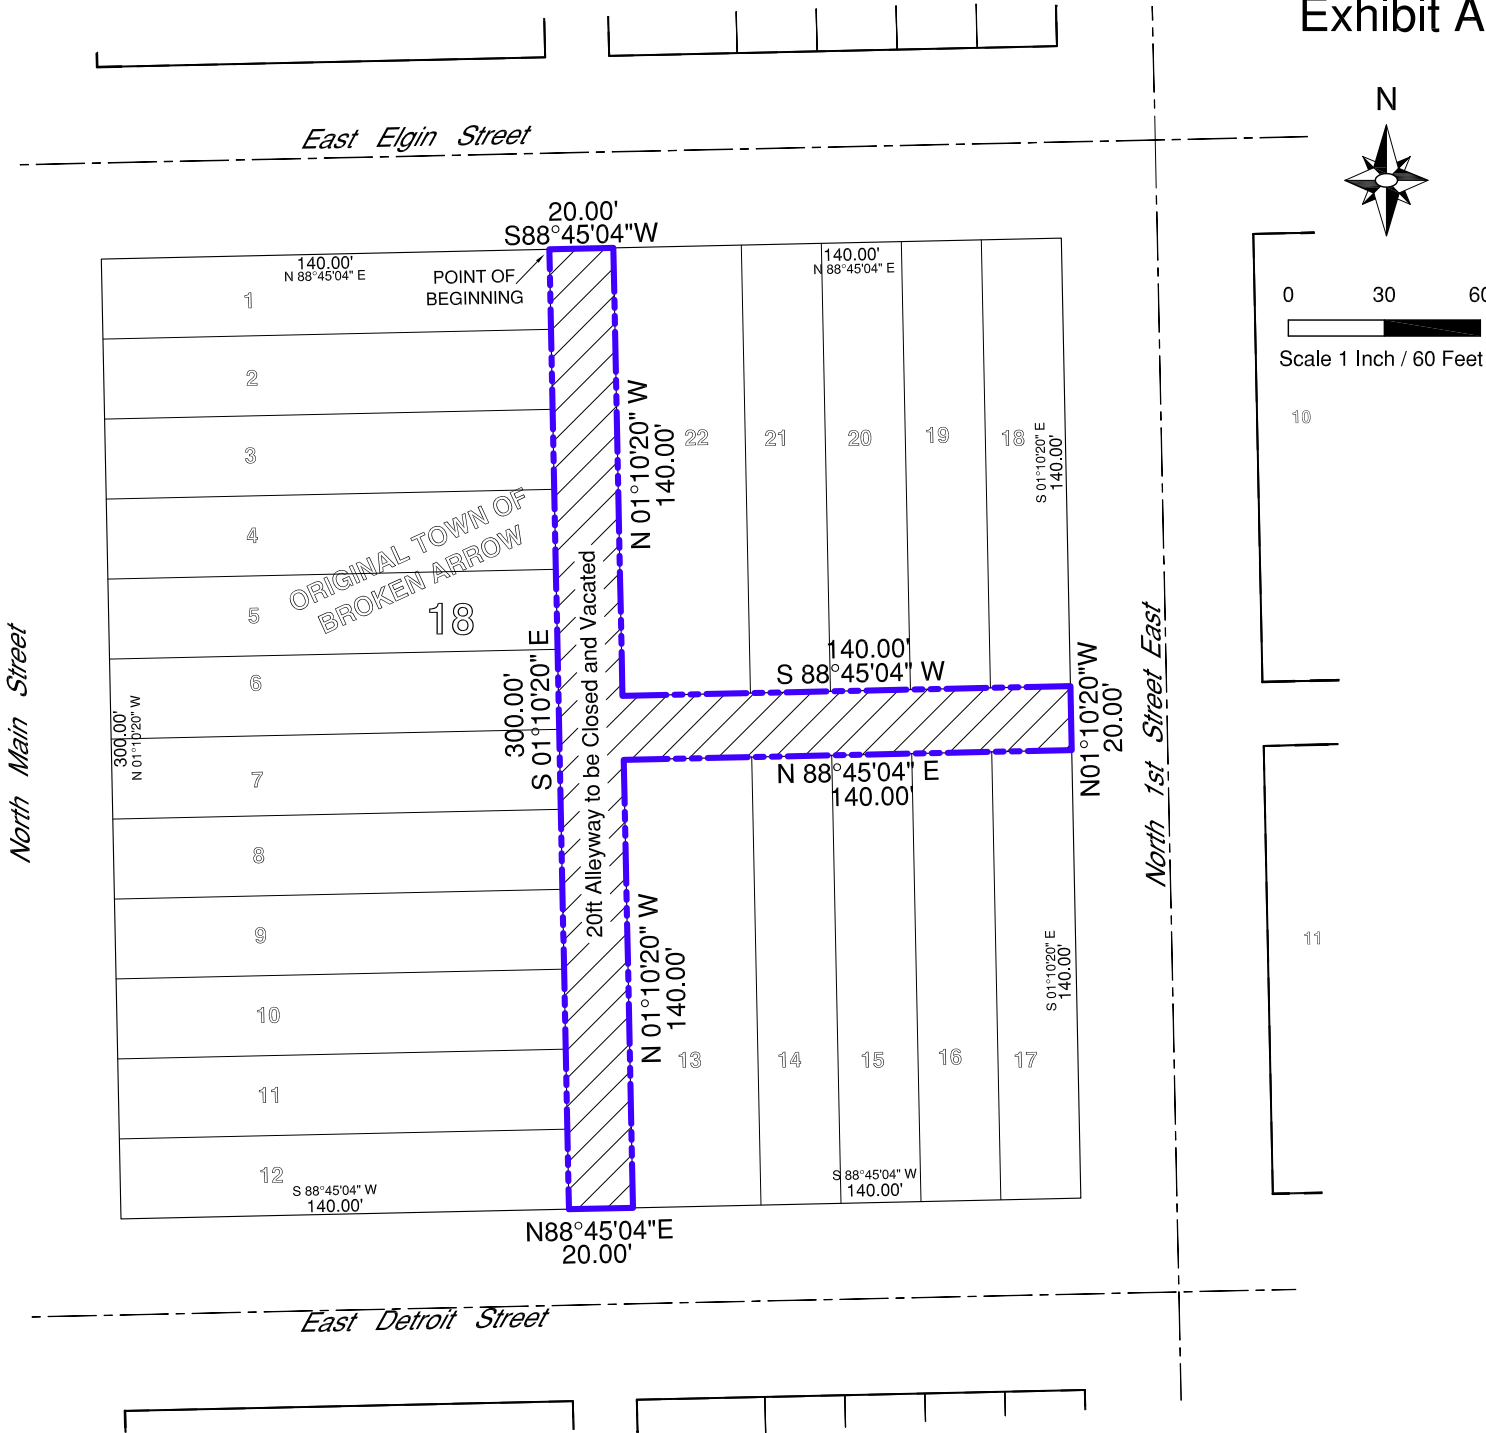 Exhibit A
N
East Elgin Street
20.00'
S88°45'04"W
140.00'
N 88°45'04" E
POINT OF
BEGINNING
140.00'
N 88°45'04" E
0 30
Scale 1 Inch / 60 Feet
1
2
3
4
5
6
7
8
9
10
11
12
ORIGINAL TOWN OF
BROKEN ARROW
18
22
21
20
19
18
N 01°10'20" W
140.00'
S 01°10'20" E
140.00'
10
20ft Alleyway to be Closed and Vacated
300.00'
S 01°10'20" E
140.00'
S 88°45'04" W
N01°10'20"W
20.00'
N 88°45'04" E
140.00'
300.00'
N 01°10'20" W
North Main Street
North 1st Street East
N 01°10'20" W
140.00'
S 01°10'20" E
140.00'
11
13
14
15
16
17
S 88°45'04" W
140.00'
S 88°45'04" W
140.00'
N88°45'04"E
20.00'
East Detroit Street